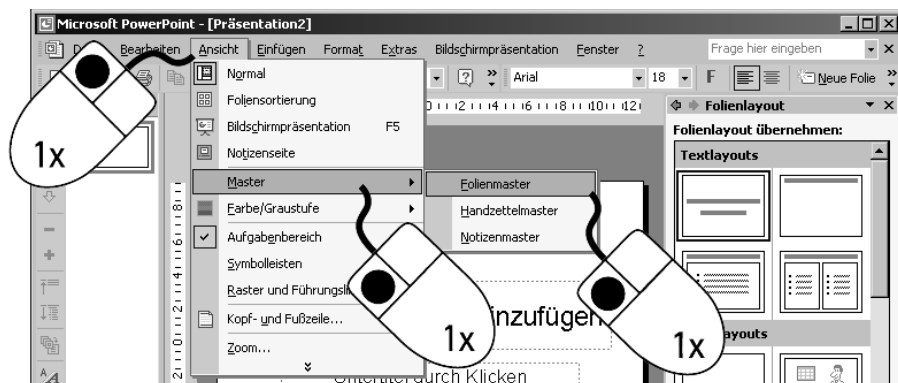 Microsoft PowerPoint - [Präsentation2]
Bearbeiten Ansicht Einfügen Format Extras Bildschirmpräsentation Fenster ? Frage hier eingeben
Arial 18 F Neue Folie
Normal
Foliensortierung
Bildschirmpräsentation F5
Notizenseite
Master
Farbe/Graustufe
Aufgabenbereich
Symbolleisten
Raster und Führungsli
Kopf- und Fußzeile...
Zoom...
Folienmaster
Handzettelmaster
Notizenmaster
inzufügen
Untertitel durch Klicken
Folienlayout
Folienlayout übernehmen:
Textlayouts
ayouts
1x
1x
1x